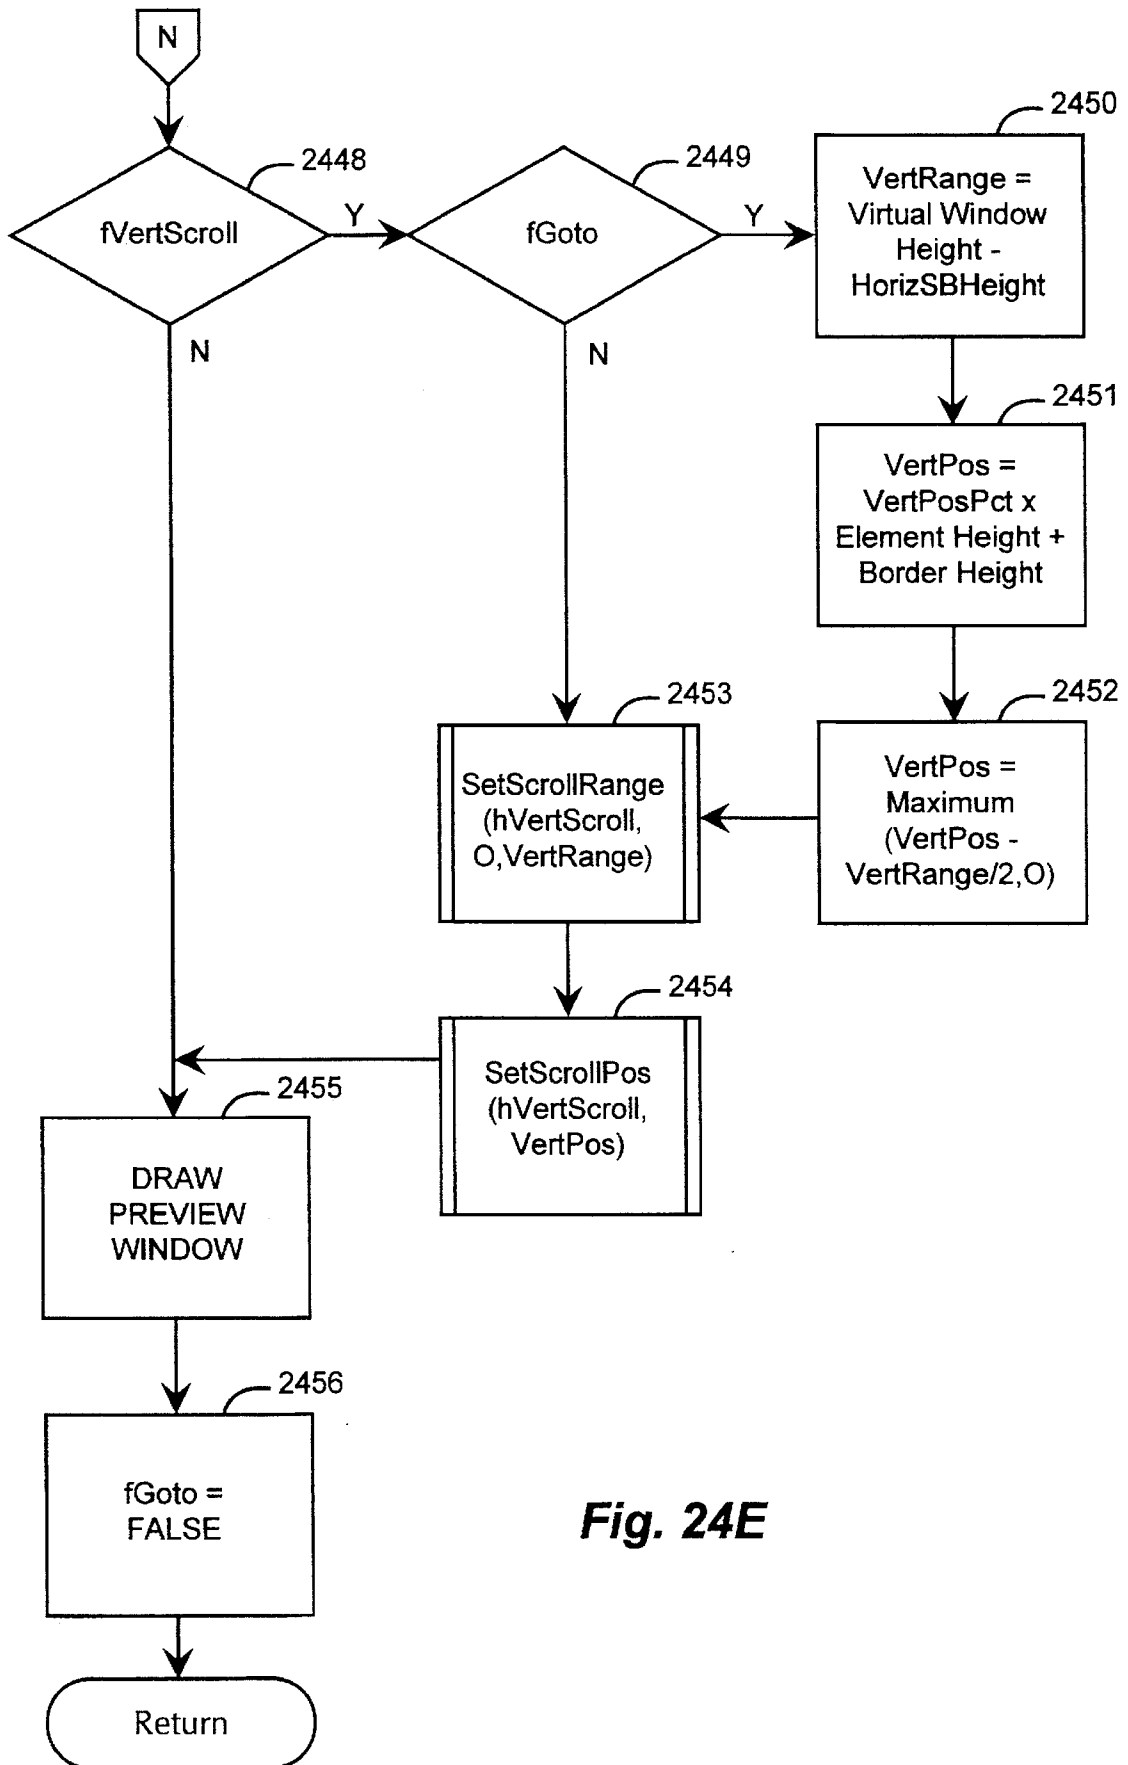 N
2448
fVertScroll
Y
N
2449
fGoto
Y
N
2450
VertRange =
Virtual Window
Height -
HorizSBHeight
2451
VertPos =
VertPosPct x
Element Height +
Border Height
2452
VertPos =
Maximum
(VertPos -
VertRange/2,O)
2453
SetScrollRange
(hVertScroll,
O,VertRange)
2454
SetScrollPos
(hVertScroll,
VertPos)
2455
DRAW
PREVIEW
WINDOW
2456
fGoto =
FALSE
Return
Fig. 24E